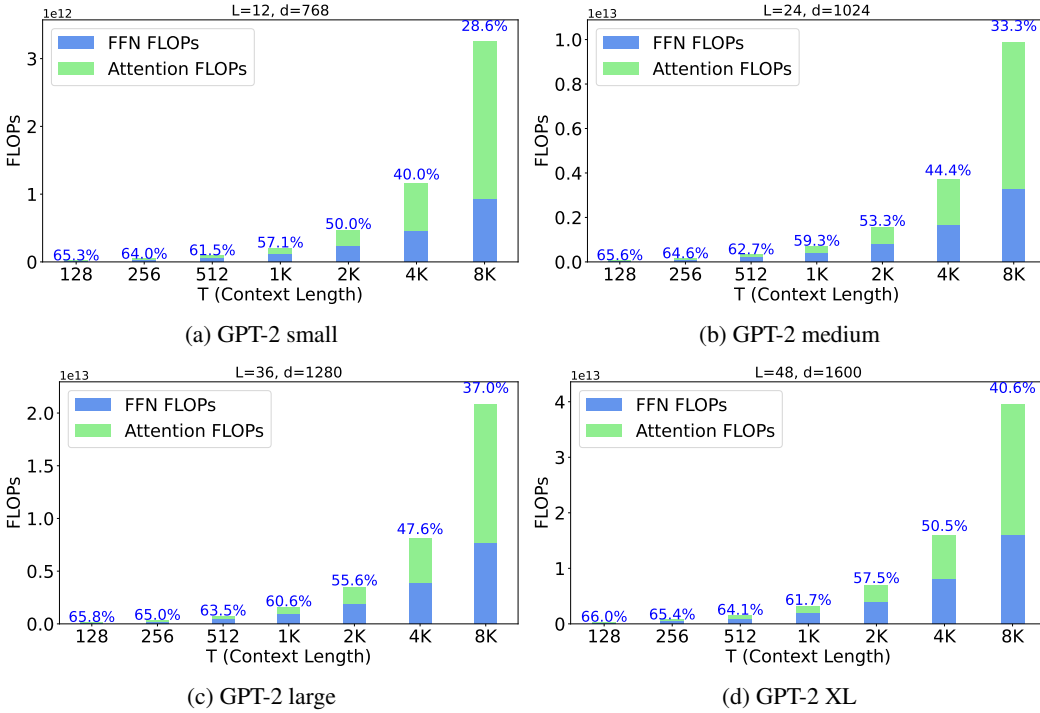 1e12
L=12, d=768
FFN FLOPs
Attention FLOPs
FLOPs
3
2
1
0
65.3%
64.0%
61.5%
57.1%
50.0%
40.0%
28.6%
128 256 512 1K 2K 4K 8K
T (Context Length)
(a) GPT-2 small
1e13
L=24, d=1024
FFN FLOPs
Attention FLOPs
FLOPs
1.0
0.8
0.6
0.4
0.2
0.0
65.6%
64.6%
62.7%
59.3%
53.3%
44.4%
33.3%
128 256 512 1K 2K 4K 8K
T (Context Length)
(b) GPT-2 medium
1e13
L=36, d=1280
FFN FLOPs
Attention FLOPs
FLOPs
2.0
1.5
1.0
0.5
0.0
65.8%
65.0%
63.5%
60.6%
55.6%
47.6%
37.0%
128 256 512 1K 2K 4K 8K
T (Context Length)
(c) GPT-2 large
1e13
L=48, d=1600
FFN FLOPs
Attention FLOPs
FLOPs
4
3
2
1
0
66.0%
65.4%
64.1%
61.7%
57.5%
50.5%
40.6%
128 256 512 1K 2K 4K 8K
T (Context Length)
(d) GPT-2 XL